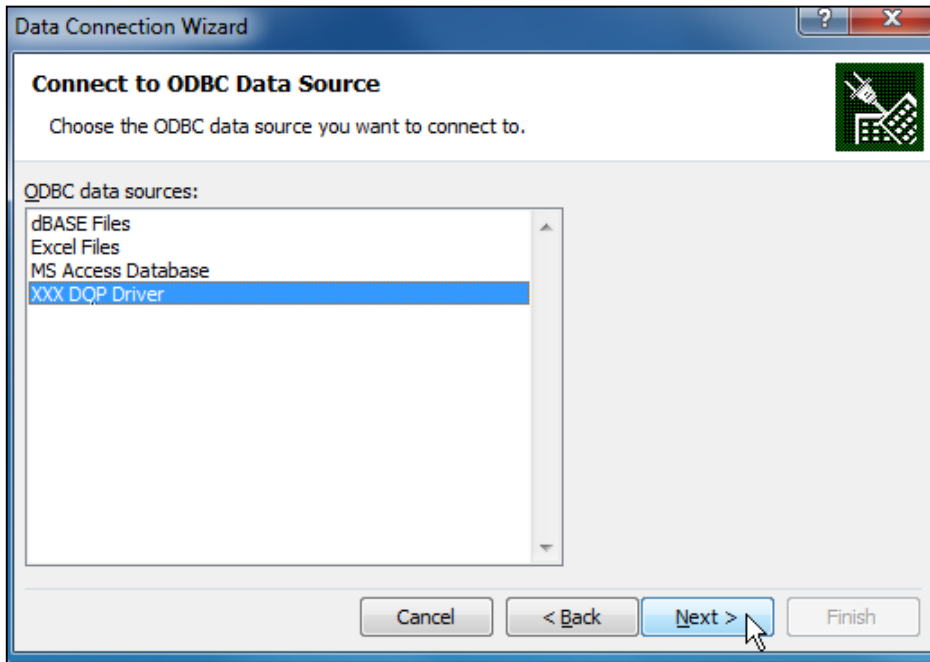 Data Connection Wizard
Connect to ODBC Data Source
Choose the ODBC data source you want to connect to.
ODBC data sources:
dBASE Files
Excel Files
MS Access Database
XXX DQP Driver
Cancel < Back Next > Finish